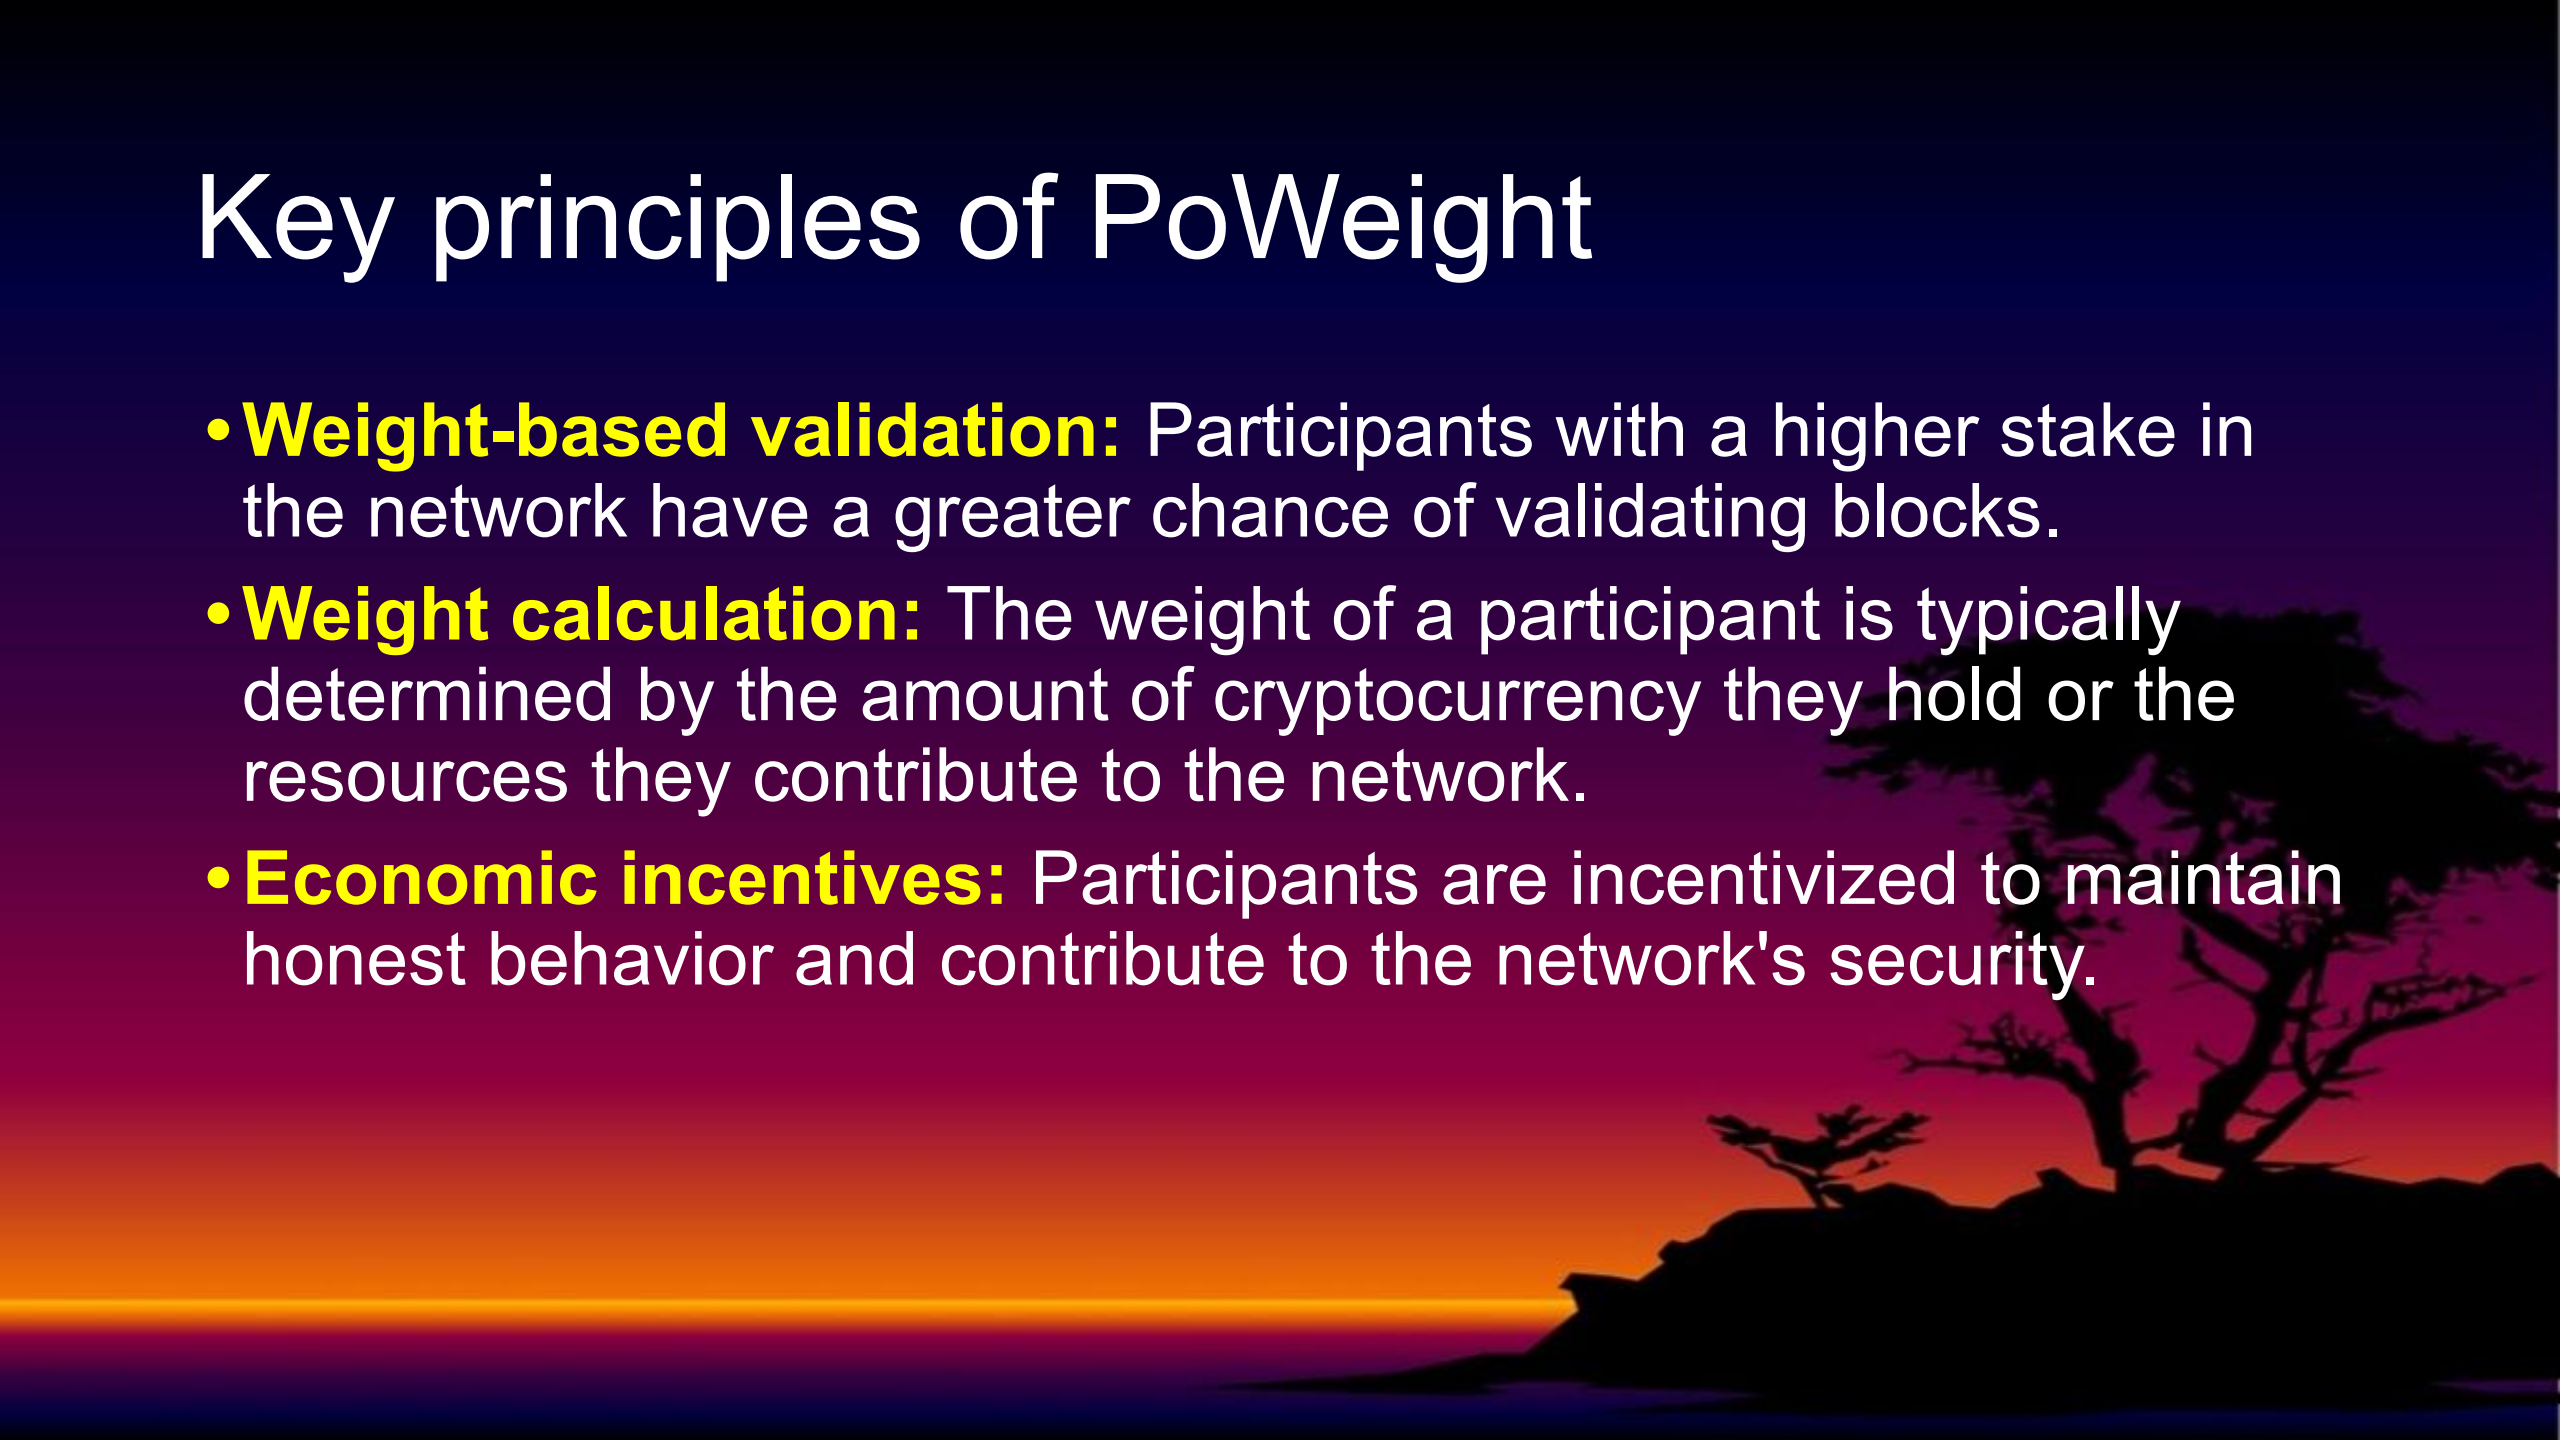 Key principles of PoWeight
•Weight-based validation: Participants with a higher stake in
the network have a greater chance of validating blocks.
•Weight calculation: The weight of a participant is typically
determined by the amount of cryptocurrency they hold or the
resources they contribute to the network.
•Economic incentives: Participants are incentivized to maintain
honest behavior and contribute to the network's security.